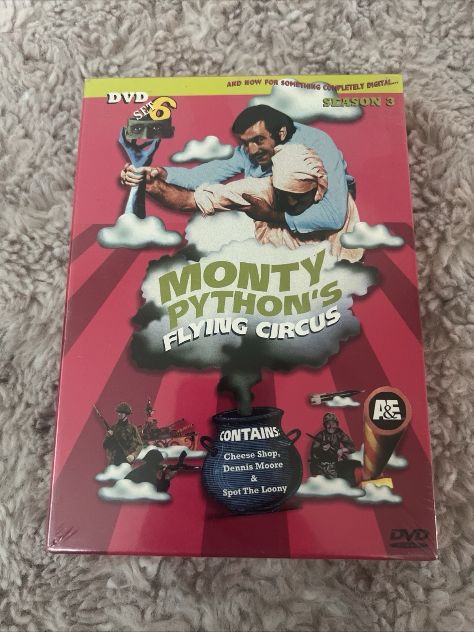 AND NOW FOR SOMETHING COMPLETELY DIGITAL...
DVD
SET 6
SEASON 3
MONTY
PYTHON'S
FLYING CIRCUS
A&E
CONTAINS:
Cheese Shop,
Dennis Moore
&
Spot The Loony
DVD